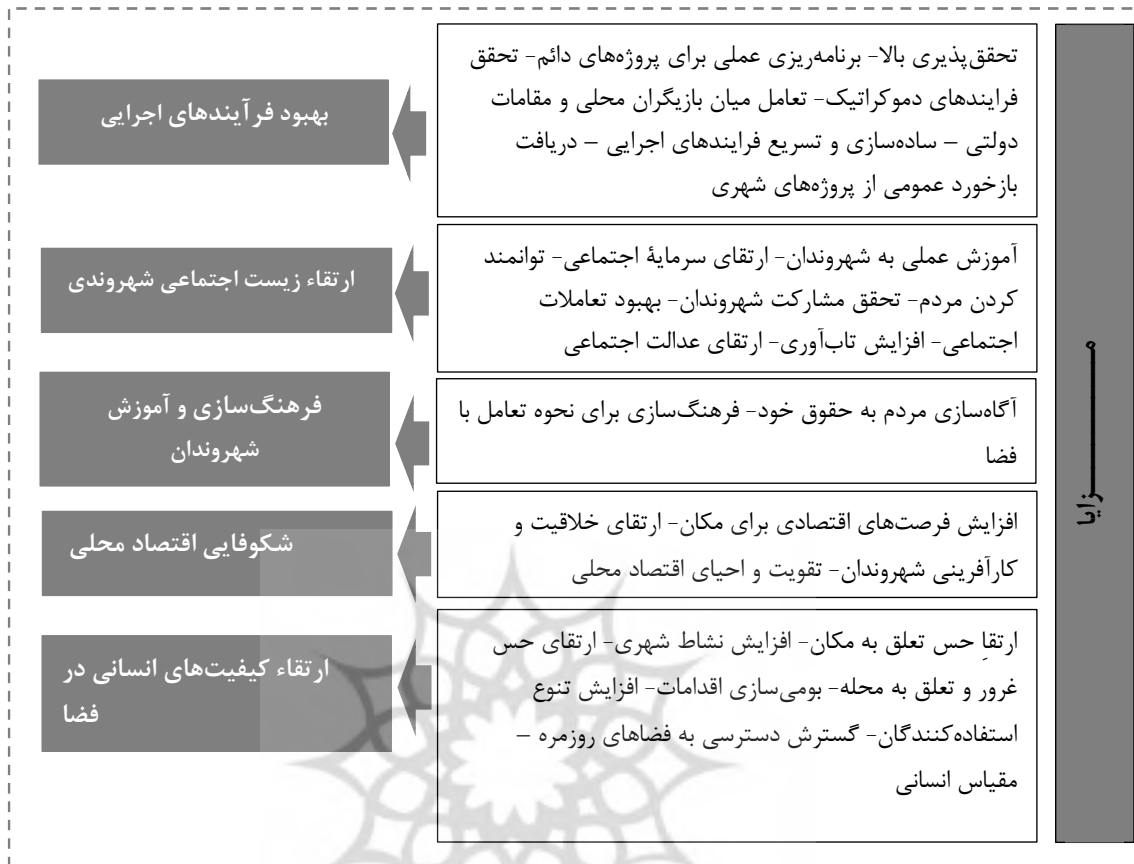 مـــــــــــزایا
تحقق‌پذیری بالا- برنامه‌ریزی عملی برای پروژه‌های دائم- تحقق
فرایندهای دموکراتیک- تعامل میان بازیگران محلی و مقامات
دولتی – ساده‌سازی و تسریع فرایندهای اجرایی – دریافت
بازخورد عمومی از پروژه‌های شهری
بهبود فرآیندهای اجرایی
آموزش عملی به شهروندان- ارتقای سرمایهٔ اجتماعی- توانمند
کردن مردم- تحقق مشارکت شهروندان- بهبود تعاملات
اجتماعی- افزایش تاب‌آوری- ارتقای عدالت اجتماعی
ارتقاء زیست اجتماعی شهروندی
آگاه‌سازی مردم به حقوق خود- فرهنگ‌سازی برای نحوه تعامل با
فضا
فرهنگ‌سازی و آموزش
شهروندان
افزایش فرصت‌های اقتصادی برای مکان- ارتقای خلاقیت و
کارآفرینی شهروندان- تقویت و احیای اقتصاد محلی
شکوفایی اقتصاد محلی
ارتقاِ حس تعلق به مکان- افزایش نشاط شهری- ارتقای حس
غرور و تعلق به محله- بومی‌سازی اقدامات- افزایش تنوع
استفاده‌کنندگان- گسترش دسترسی به فضاهای روزمره –
مقیاس انسانی
ارتقاء کیفیت‌های انسانی در
فضا